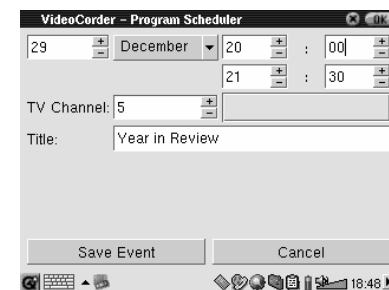 VideoCorder – Program Scheduler OK
29 December 20 : 00
21 : 30
TV Channel: 5
Title: Year in Review
Save Event Cancel
18:48